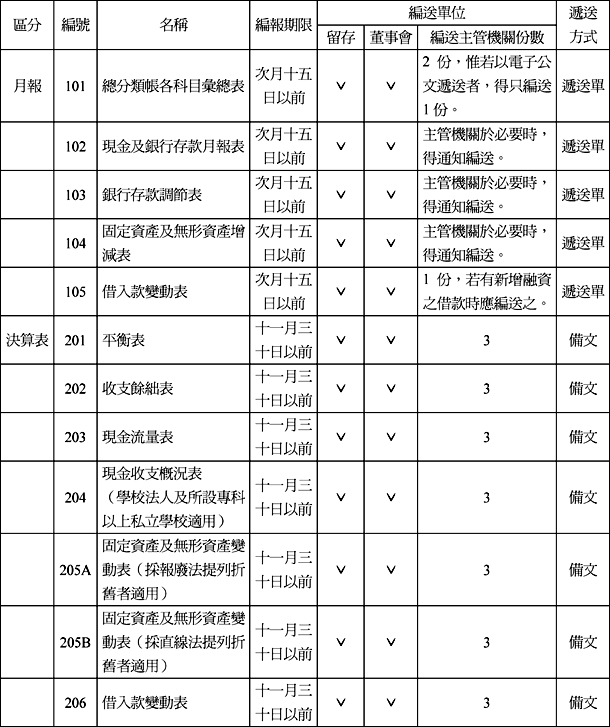 區分 編號 名稱 編報期限 編送單位 遞送方式
留存 董事會 編送主管機關份數
月報 101 總分類帳各科目彙總表 次月十五日以前 ˇ ˇ 2 份，惟若以電子公文遞送者，得只編送1份。 遞送單
102 現金及銀行存款月報表 次月十五日以前 ˇ ˇ 主管機關於必要時，得通知編送。 遞送單
103 銀行存款調節表 次月十五日以前 ˇ ˇ 主管機關於必要時，得通知編送。 遞送單
104 固定資產及無形資產增減表 次月十五日以前 ˇ ˇ 主管機關於必要時，得通知編送。 遞送單
105 借入款變動表 次月十五日以前 ˇ ˇ 1 份，若有新增融資之借款時應編送之。 遞送單
決算表 201 平衡表 十一月三十日以前 ˇ ˇ 3 備文
202 收支餘絀表 十一月三十日以前 ˇ ˇ 3 備文
203 現金流量表 十一月三十日以前 ˇ ˇ 3 備文
204 現金收支概況表（學校法人及所設專科以上私立學校適用） 十一月三十日以前 ˇ ˇ 3 備文
205A 固定資產及無形資產變動表（採報廢法提列折舊者適用） 十一月三十日以前 ˇ ˇ 3 備文
205B 固定資產及無形資產變動表（採直線法提列折舊者適用） 十一月三十日以前 ˇ ˇ 3 備文
206 借入款變動表 十一月三十日以前 ˇ ˇ 3 備文